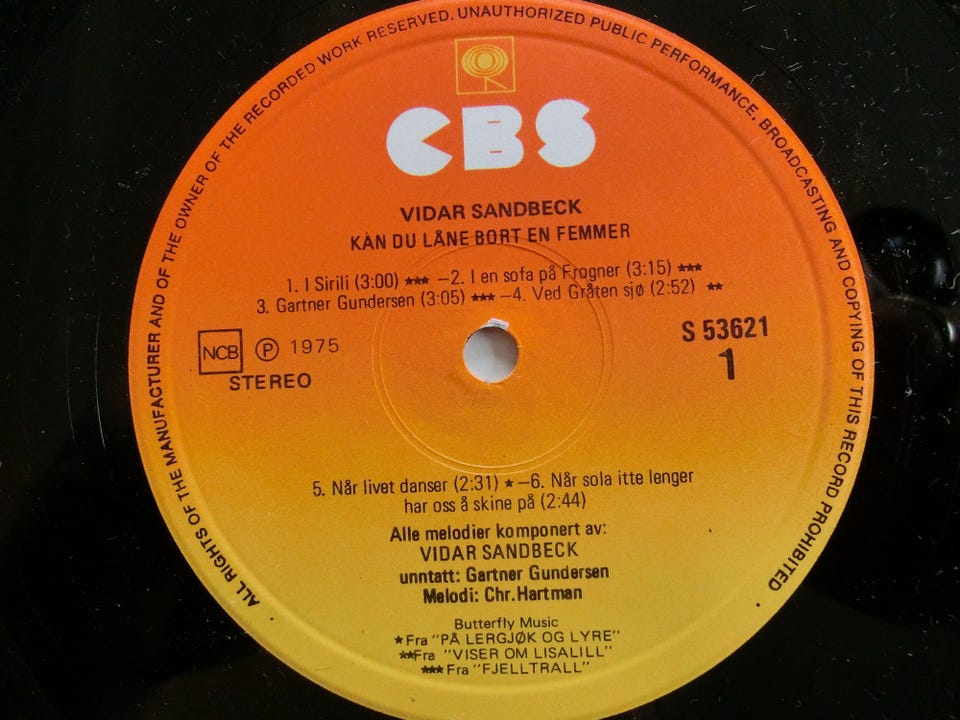 ALL RIGHTS OF THE MANUFACTURER AND OF THE OWNER OF THE RECORDED WORK RESERVED. UNAUTHORIZED PUBLIC PERFORMANCE, BROADCASTING AND COPYING OF THIS RECORD PROHIBITED
CBS
VIDAR SANDBECK
KAN DU LÅNE BORT EN FEMMER
1. I Sirili (3:00) ★★★ –2. I en sofa på Frogner (3:15) ★★★
3. Gartner Gundersen (3:05) ★★★ –4. Ved Gråten sjø (2:52) ★★
NCB Ⓟ 1975
STEREO
S 53621
1
5. Når livet danser (2:31) ★ –6. Når sola itte lenger
har oss å skine på (2:44)
Alle melodier komponert av:
VIDAR SANDBECK
unntatt: Gartner Gundersen
Melodi: Chr.Hartman
Butterfly Music
★Fra "PÅ LERGJØK OG LYRE"
★★Fra "VISER OM LISALILL"
★★★ Fra "FJELLTRALL"